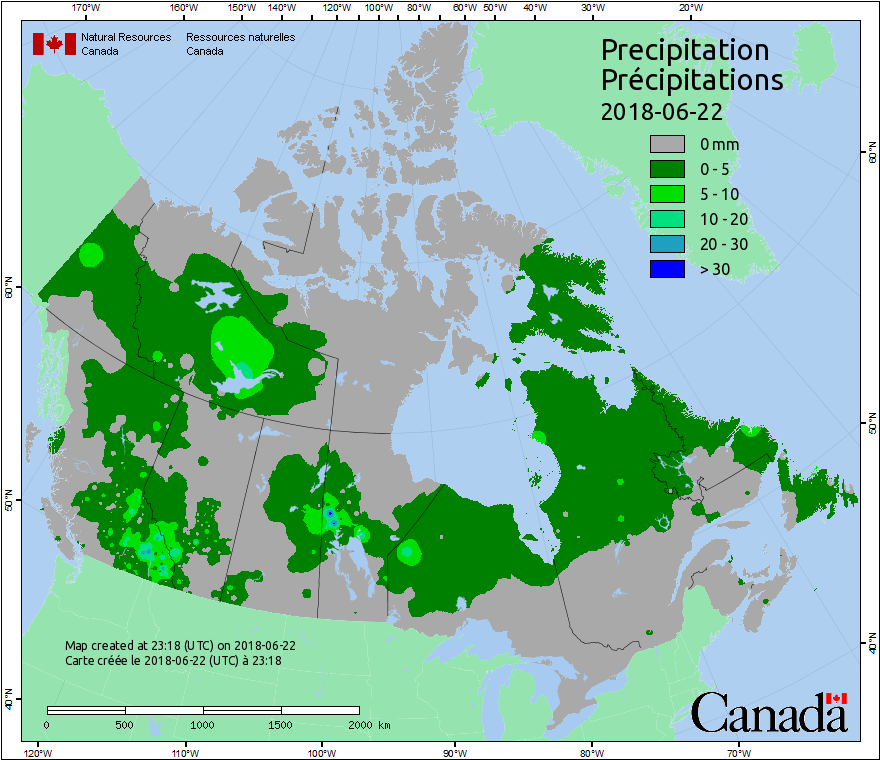 170°W 160°W 150°W 140°W 120°W 100°W 80°W 60°W 50°W 40°W 30°W 20°W
Natural Resources Ressources naturelles
Canada Canada
Precipitation
Précipitations
2018-06-22
0 mm
0 - 5
5 - 10
10 - 20
20 - 30
> 30
60°N
60°N
50°N
50°N
40°N
40°N
Map created at 23:18 (UTC) on 2018-06-22
Carte créée le 2018-06-22 (UTC) à 23:18
0 500 1000 1500 2000 km
Canada
120°W 110°W 100°W 90°W 80°W 70°W